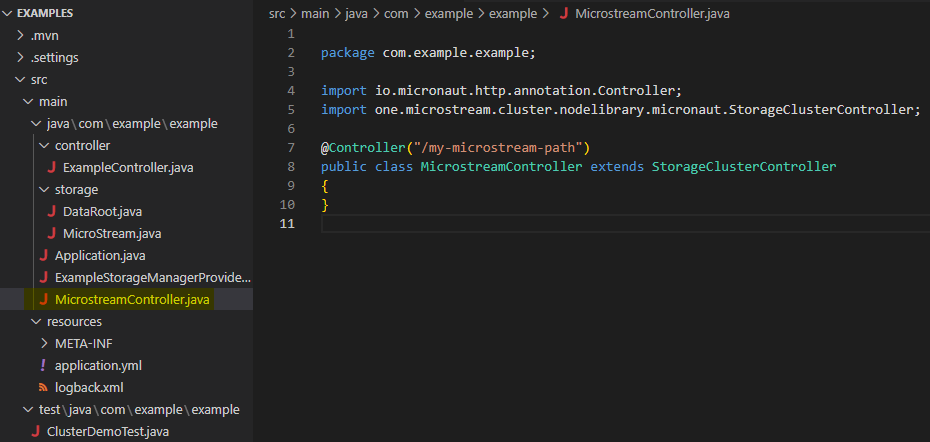 EXAMPLES
.mvn
.settings
src
main
java\com\example\example
controller
ExampleController.java
storage
DataRoot.java
MicroStream.java
Application.java
ExampleStorageManagerProvide...
MicrostreamController.java
resources
META-INF
application.yml
logback.xml
test\java\com\example\example
ClusterDemoTest.java
src > main > java > com > example > example > MicrostreamController.java
1
2 package com.example.example;
3
4 import io.micronaut.http.annotation.Controller;
5 import one.microstream.cluster.nodelibrary.micronaut.StorageClusterController;
6
7 @Controller("/my-microstream-path")
8 public class MicrostreamController extends StorageClusterController
9 {
10 }
11